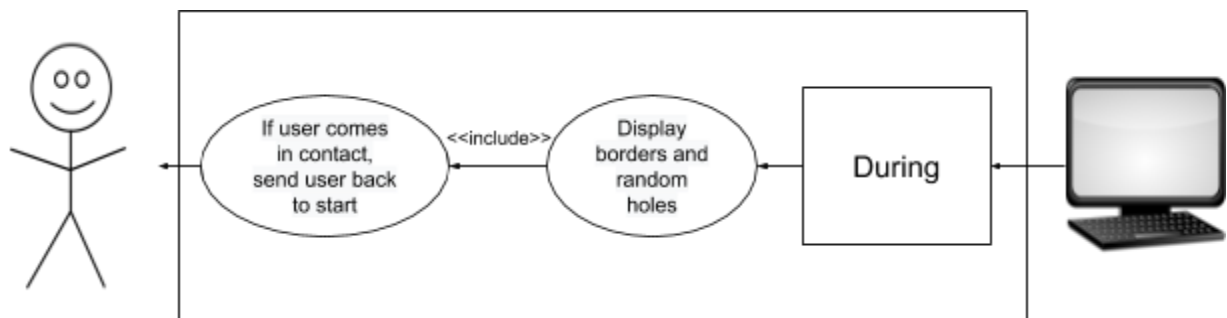 If user comes
in contact,
send user back
to start
<<include>>
Display
borders and
random
holes
During